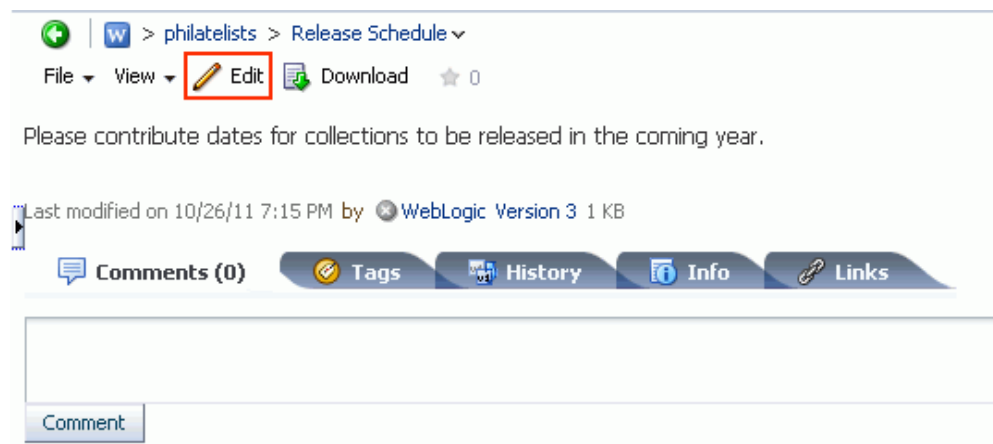 W > philatelists > Release Schedule
File View Edit Download 0
Please contribute dates for collections to be released in the coming year.
Last modified on 10/26/11 7:15 PM by WebLogic Version 3 1 KB
Comments (0) Tags History Info Links
Comment